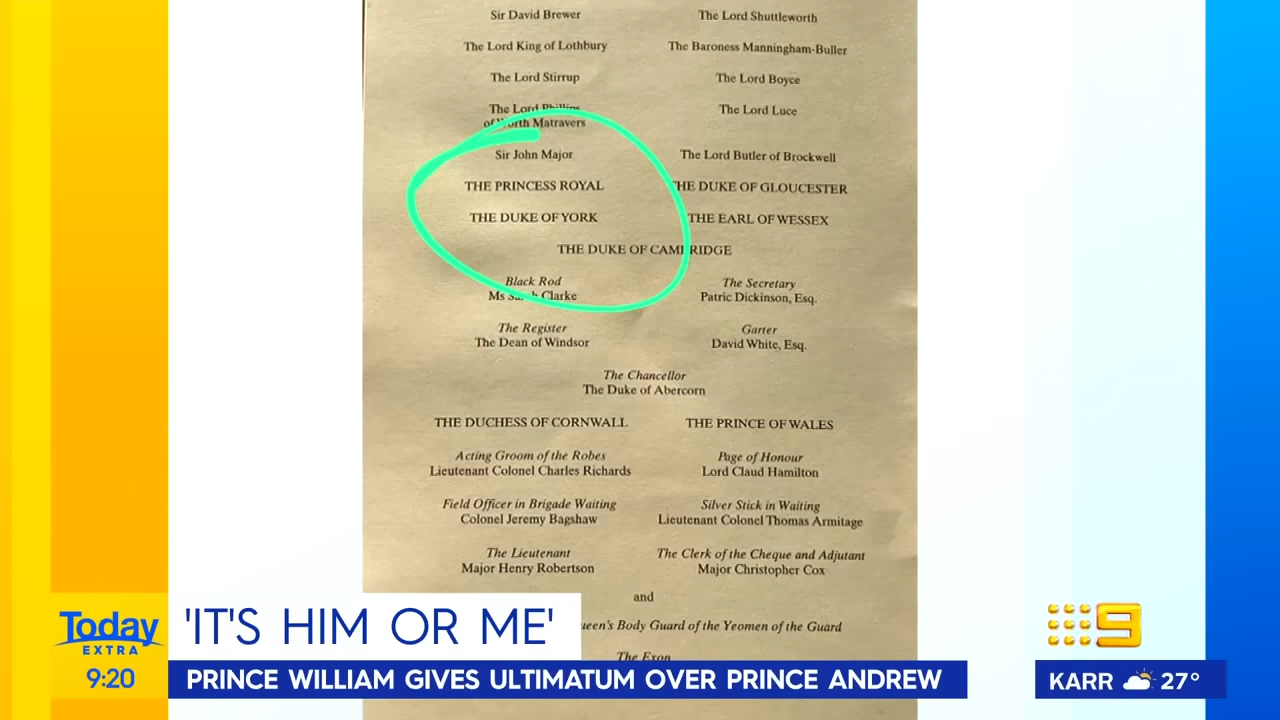 Sir David Brewer The Lord Shuttleworth
The Lord King of Lothbury The Baroness Manningham-Buller
The Lord Stirrup The Lord Boyce
The Lord Phillips The Lord Luce
of Worth Matravers
Sir John Major The Lord Butler of Brockwell
THE PRINCESS ROYAL THE DUKE OF GLOUCESTER
THE DUKE OF YORK THE EARL OF WESSEX
THE DUKE OF CAMBRIDGE
Black Rod The Secretary
Ms Sarah Clarke Patric Dickinson, Esq.
The Register Garter
The Dean of Windsor David White, Esq.
The Chancellor
The Duke of Abercorn
THE DUCHESS OF CORNWALL THE PRINCE OF WALES
Acting Groom of the Robes Page of Honour
Lieutenant Colonel Charles Richards Lord Claud Hamilton
Field Officer in Brigade Waiting Silver Stick in Waiting
Colonel Jeremy Bagshaw Lieutenant Colonel Thomas Armitage
The Lieutenant The Clerk of the Cheque and Adjutant
Major Henry Robertson Major Christopher Cox
and
Body Guard of the Yeomen of the Guard
The Exon
Today
EXTRA
9:20
'IT'S HIM OR ME'
PRINCE WILLIAM GIVES ULTIMATUM OVER PRINCE ANDREW
9
KARR 27°